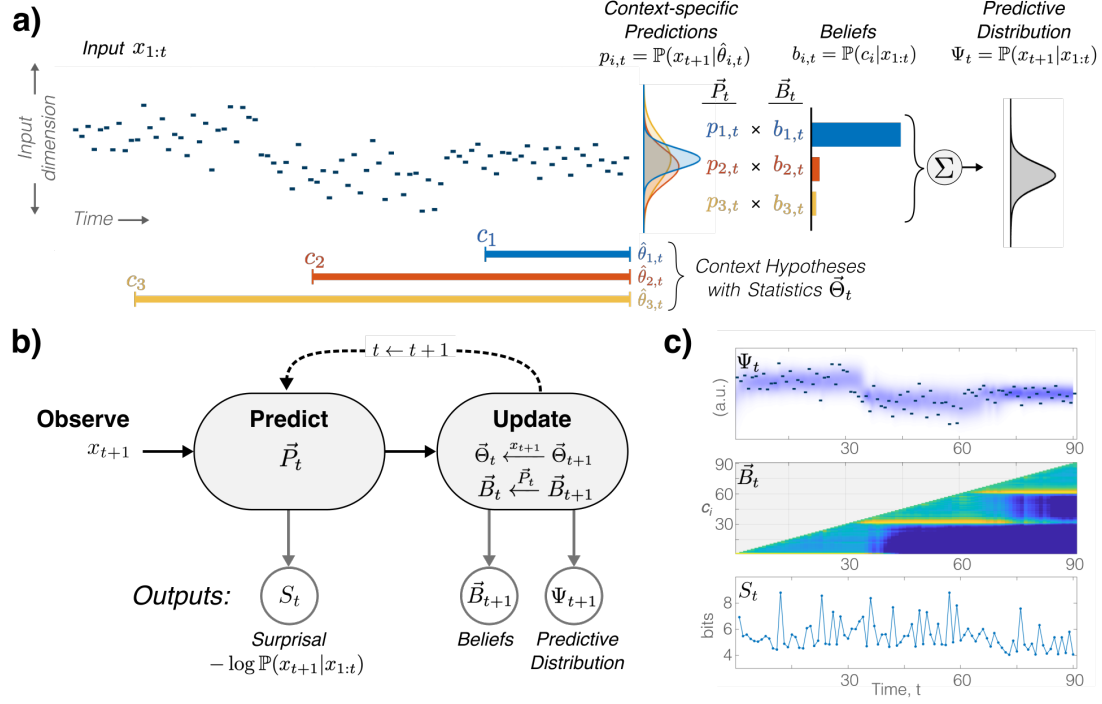 a)
Input x_{1:t}
Context-specific
Predictions
p_{i,t} = ℙ(x_{t+1}|θ̂_{i,t})
Beliefs
b_{i,t} = ℙ(c_i|x_{1:t})
Predictive
Distribution
Ψ_t = ℙ(x_{t+1}|x_{1:t})
Input
dimension
Time
P⃗_t B⃗_t
p_{1,t} × b_{1,t}
p_{2,t} × b_{2,t}
p_{3,t} × b_{3,t}
Σ
c_1
θ̂_{1,t}
c_2
θ̂_{2,t}
c_3
θ̂_{3,t}
Context Hypotheses
with Statistics Θ⃗_t
b)
t ← t + 1
Observe
x_{t+1}
Predict
P⃗_t
Update
Θ⃗_t ←^{x_{t+1}} Θ⃗_{t+1}
B⃗_t ←^{P⃗_t} B⃗_{t+1}
Outputs:
S_t
B⃗_{t+1}
Ψ_{t+1}
Surprisal
− log ℙ(x_{t+1}|x_{1:t})
Beliefs
Predictive
Distribution
c)
Ψ_t
(a.u.)
30 60 90
B⃗_t
c_i
90
60
30
30 60 90
S_t
bits
8
6
4
30 60 90
Time, t